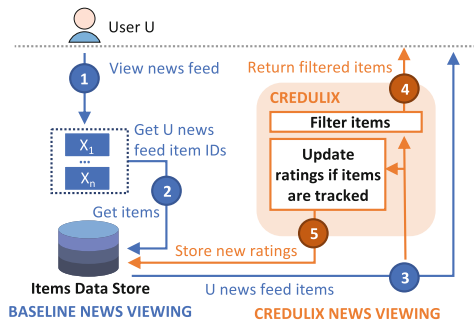 User U
1
View news feed
Return filtered items
4
CREDULIX
Filter items
Get U news
feed item IDs
X1
...
Xn
2
Update
ratings if items
are tracked
Get items
5
Store new ratings
3
Items Data Store
U news feed items
BASELINE NEWS VIEWING
CREDULIX NEWS VIEWING